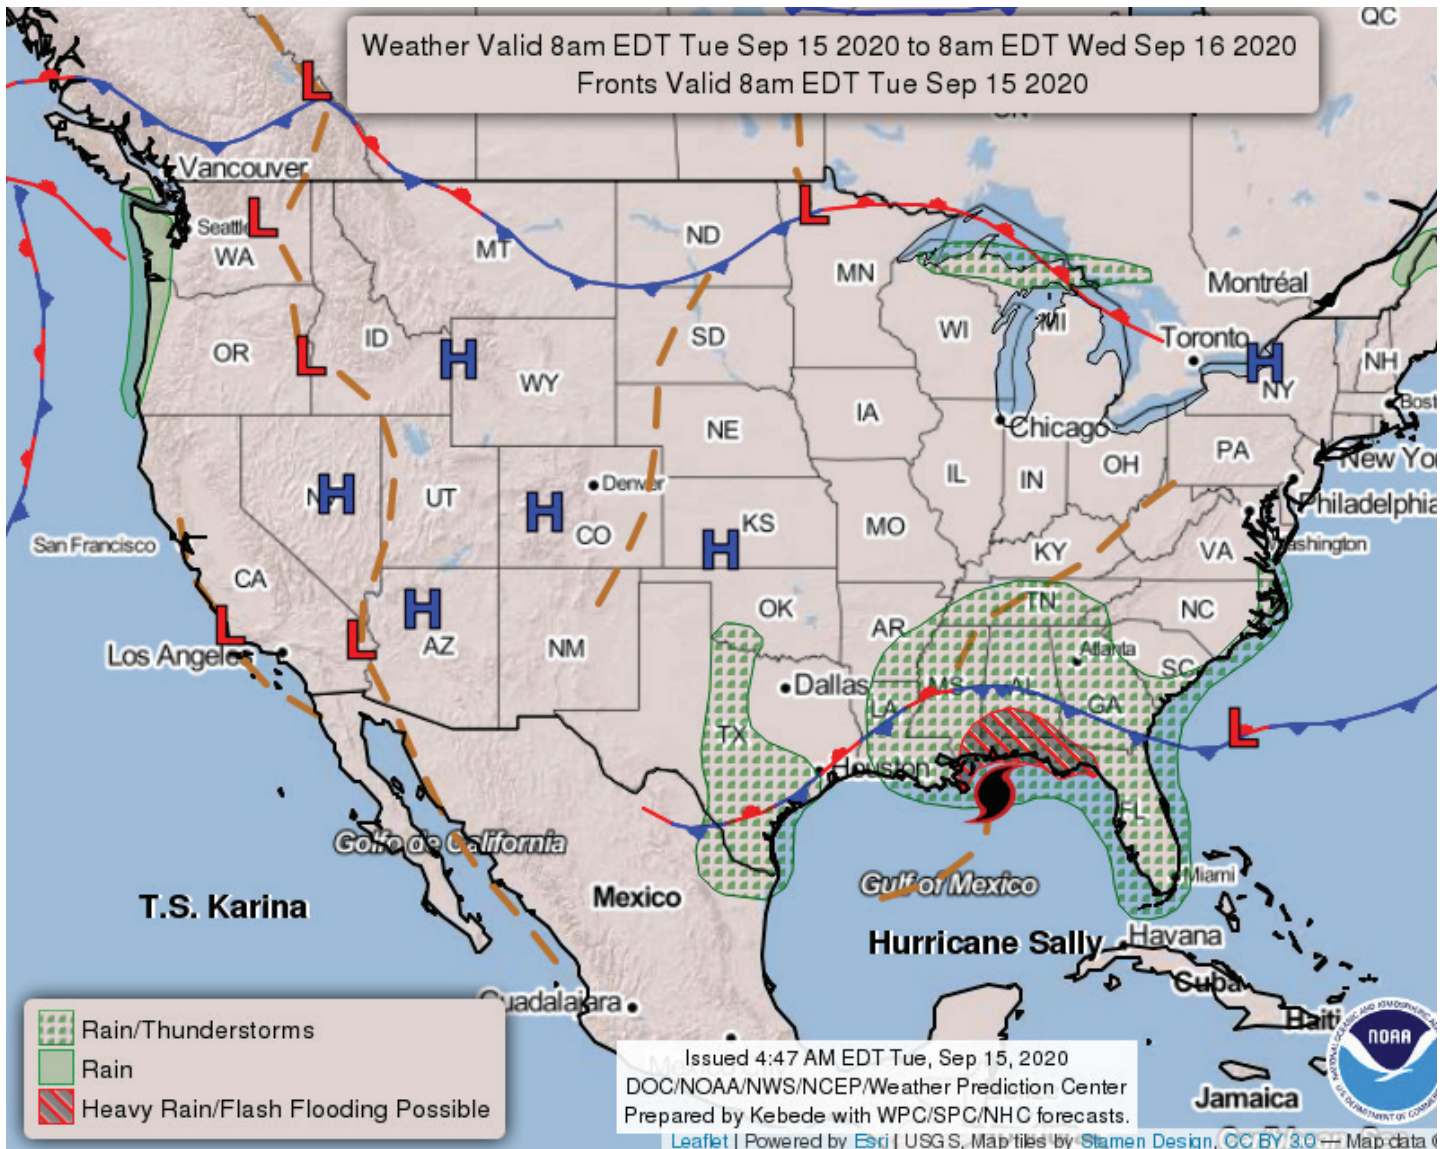 QC
Weather Valid 8am EDT Tue Sep 15 2020 to 8am EDT Wed Sep 16 2020
Fronts Valid 8am EDT Tue Sep 15 2020
L
Vancouver
L
Seattle
WA
MT
ND
L
MN
Montréal
OR
L
ID
H
WY
SD
WI
MI
Toronto
H
NY
NH
NE
IA
Chicago
IL
IN
OH
PA
New Yo
Philadelphia
H
UT
Denver
H
CO
KS
H
MO
KY
VA
San Francisco
CA
H
AZ
NM
OK
AR
TN
NC
L
Los Angeles
L
Atlanta
SC
Dallas
LA
MS
AL
GA
TX
Houston
L
FL
Golfo de California
Gulf of Mexico
Miami
T.S. Karina
Mexico
Hurricane Sally
Havana
Cuba
Guadalajara
Haiti
NOAA
Jamaica
Rain/Thunderstorms
Rain
Heavy Rain/Flash Flooding Possible
Issued 4:47 AM EDT Tue, Sep 15, 2020
DOC/NOAA/NWS/NCEP/Weather Prediction Center
Prepared by Kebede with WPC/SPC/NHC forecasts.
Leaflet | Powered by Esri | USGS, Map tiles by Stamen Design, CC BY 3.0 — Map data ©